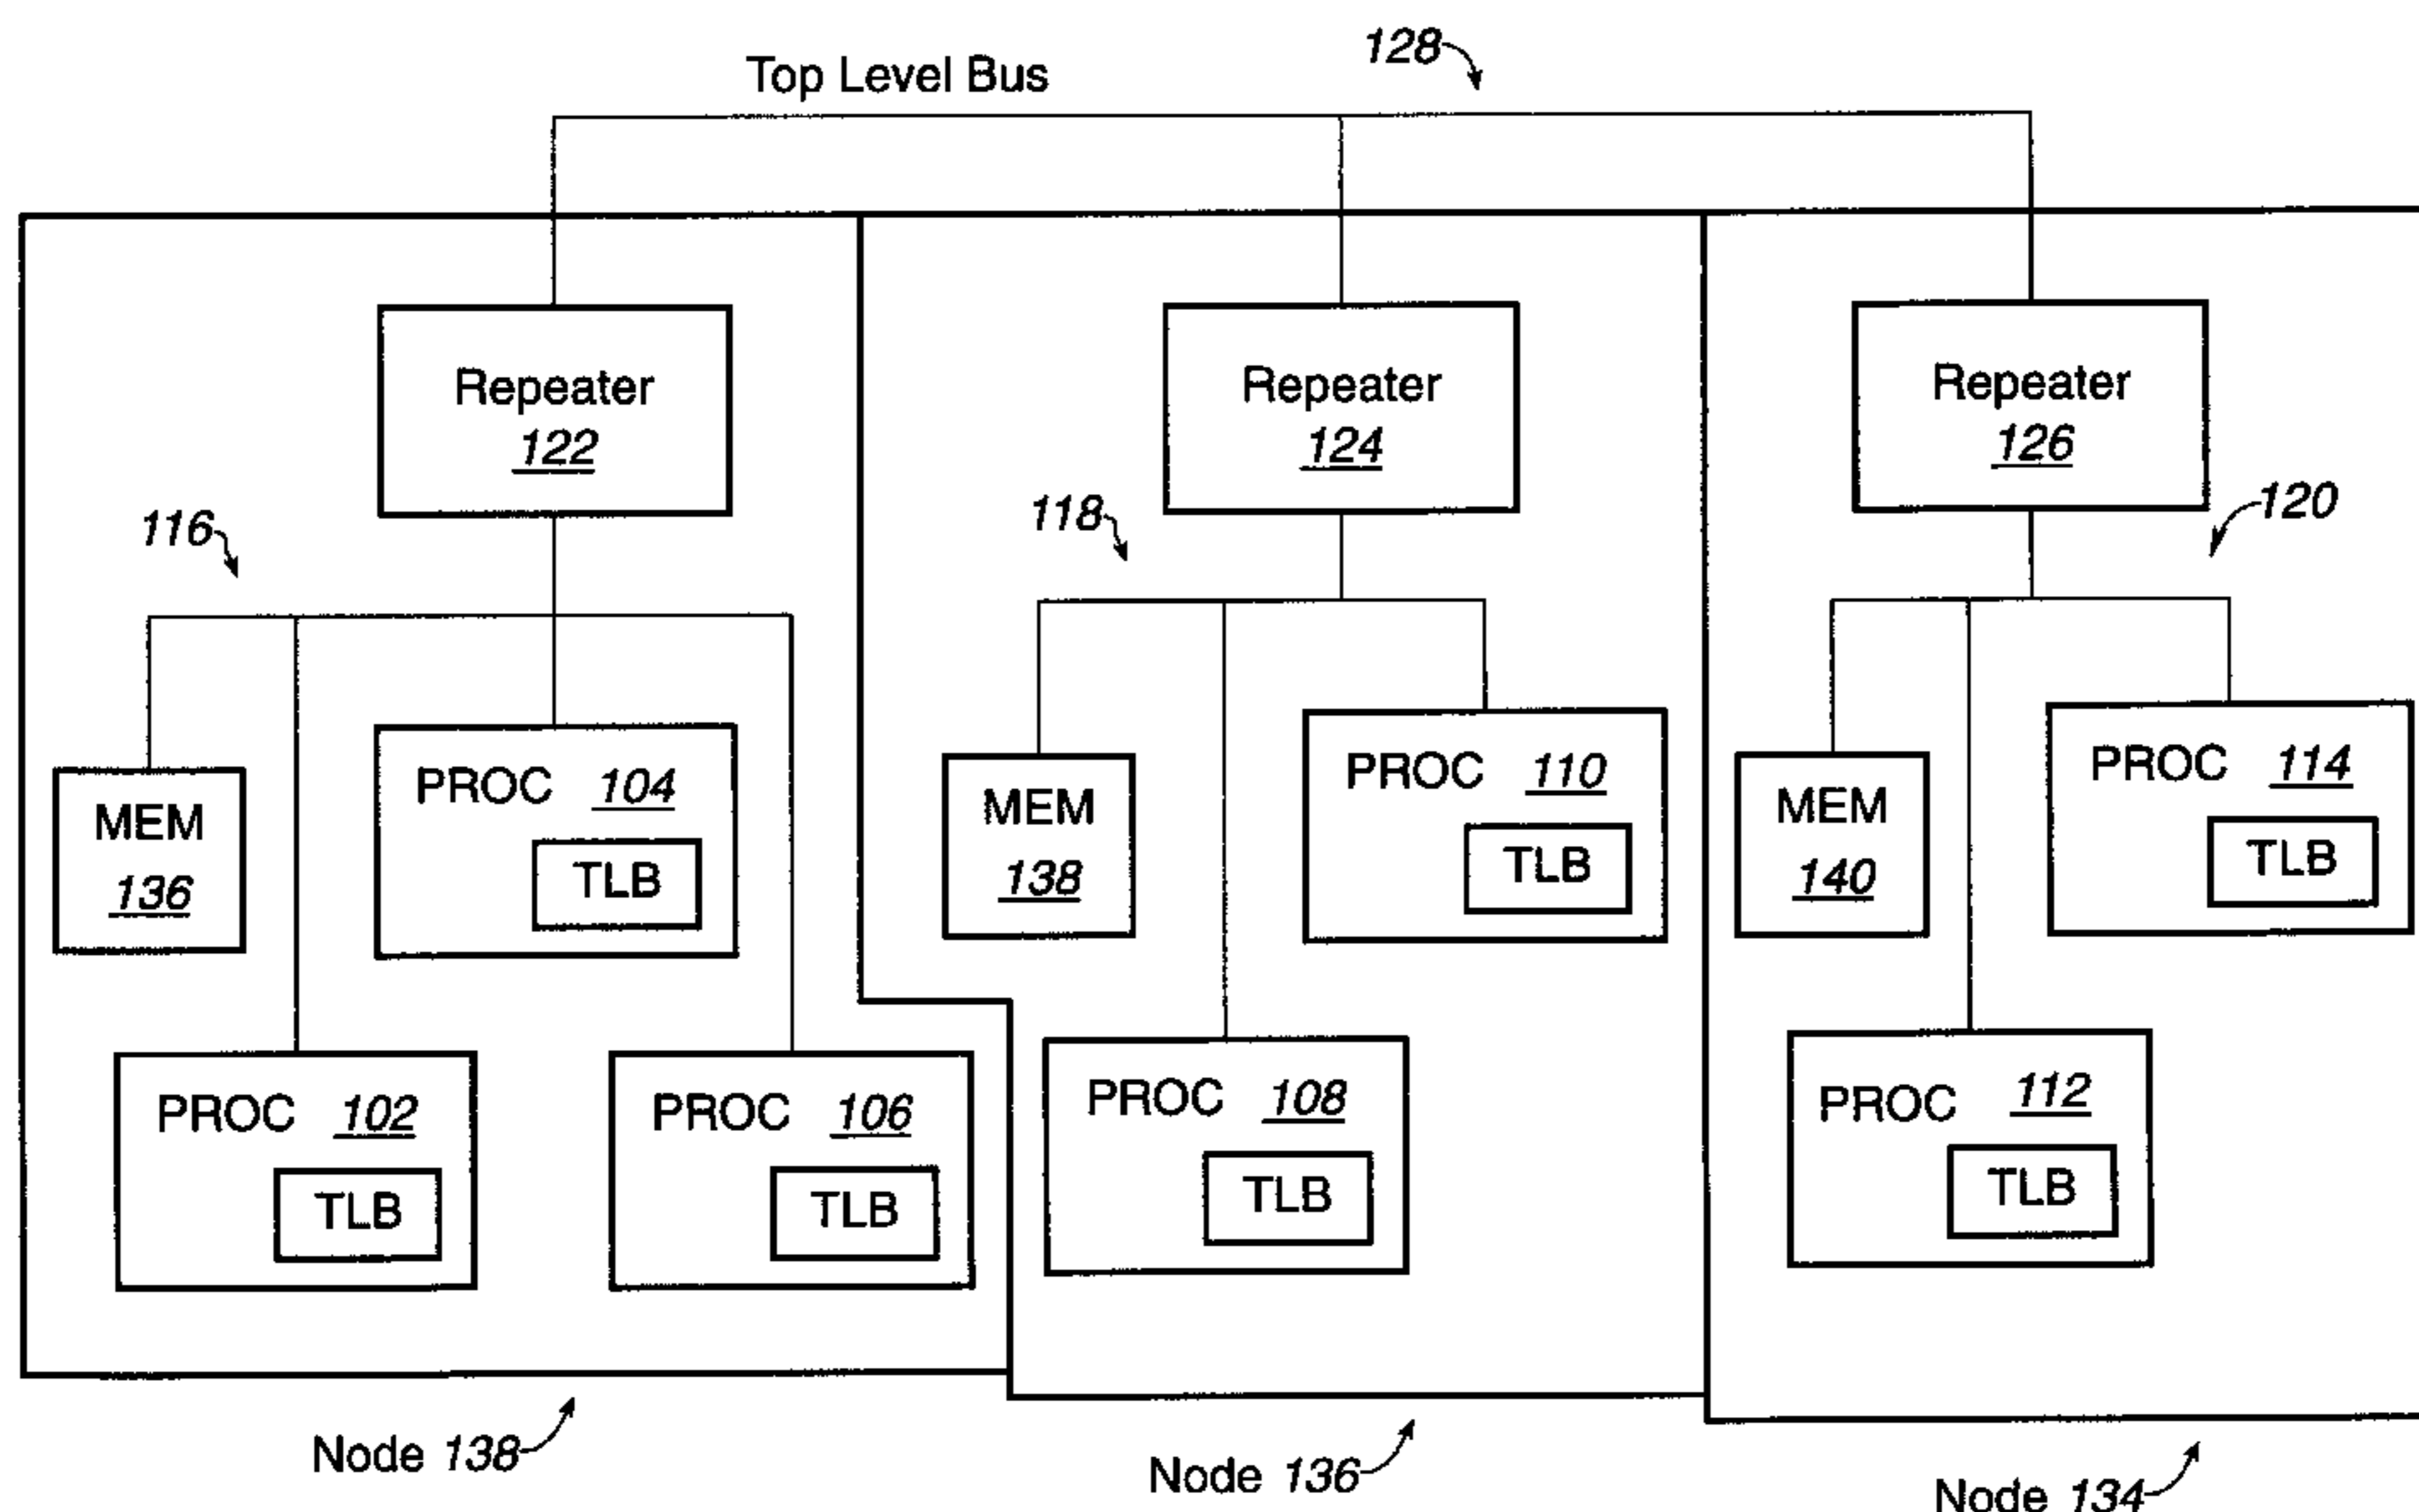 128
Top Level Bus
Repeater
122
Repeater
124
Repeater
126
116
118
120
MEM
136
PROC 104
TLB
MEM
138
PROC 110
TLB
MEM
140
PROC 114
TLB
PROC 102
TLB
PROC 106
TLB
PROC 108
TLB
PROC 112
TLB
Node 138
Node 136
Node 134